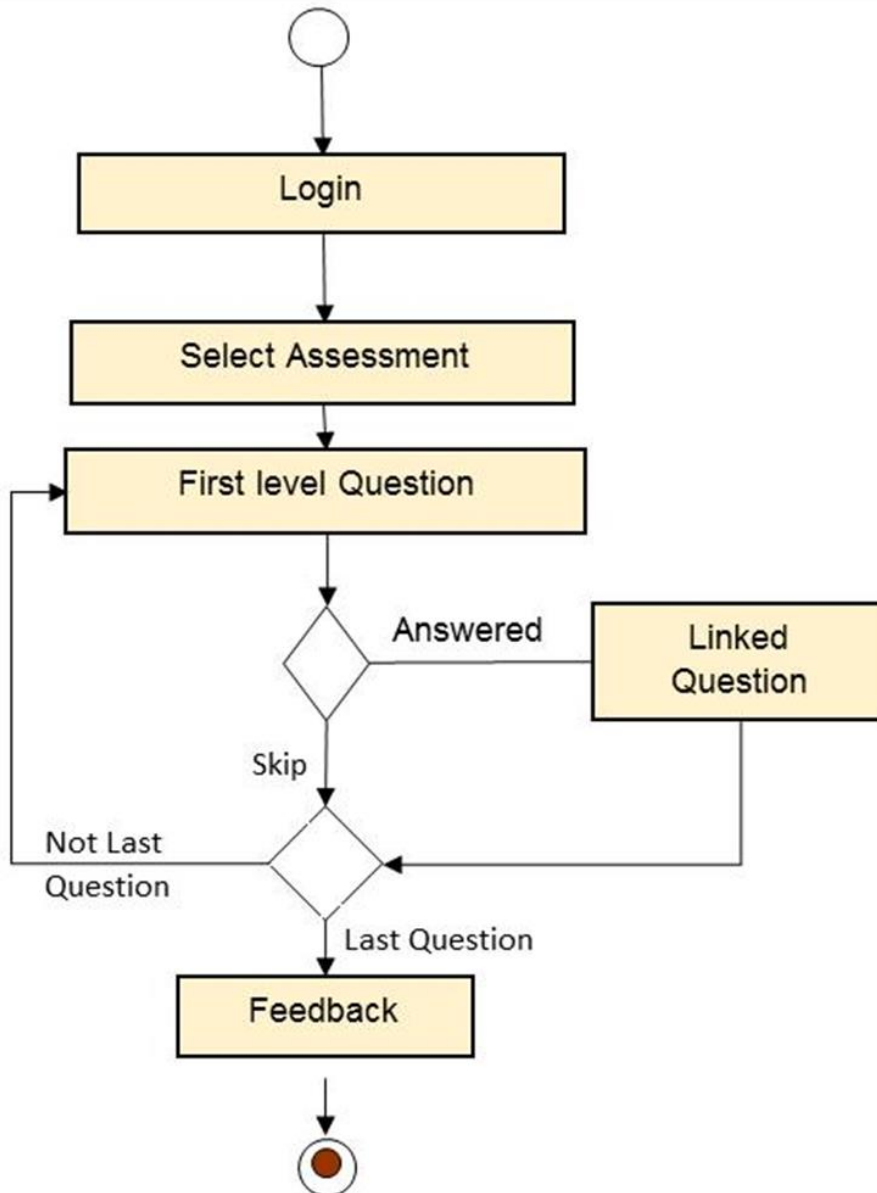 Login
Select Assessment
First level Question
Answered
Linked
Question
Skip
Not Last
Question
Last Question
Feedback